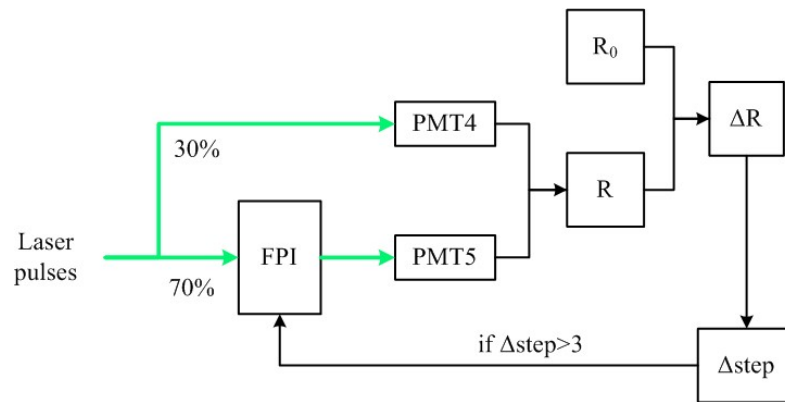 R₀
PMT4
ΔR
30%
R
Laser
pulses
FPI
PMT5
70%
if Δstep>3
Δstep